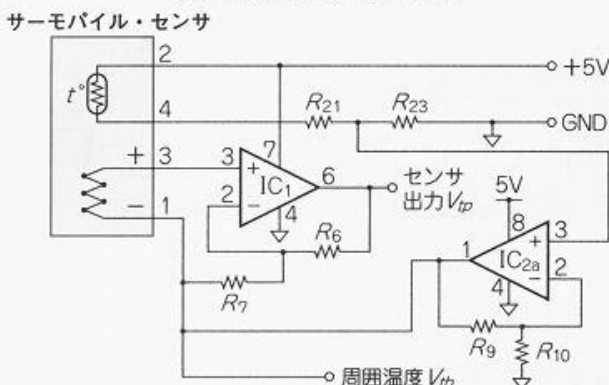 サーモパイル・センサ
t°
2
4
+ 3
− 1
+5V
R21
R23
GND
7
3
+
IC1
6
2
−
4
センサ
出力Vtp
R6
R7
5V
8
1
+
3
IC2a
−
2
4
R9
R10
周囲温度Vth